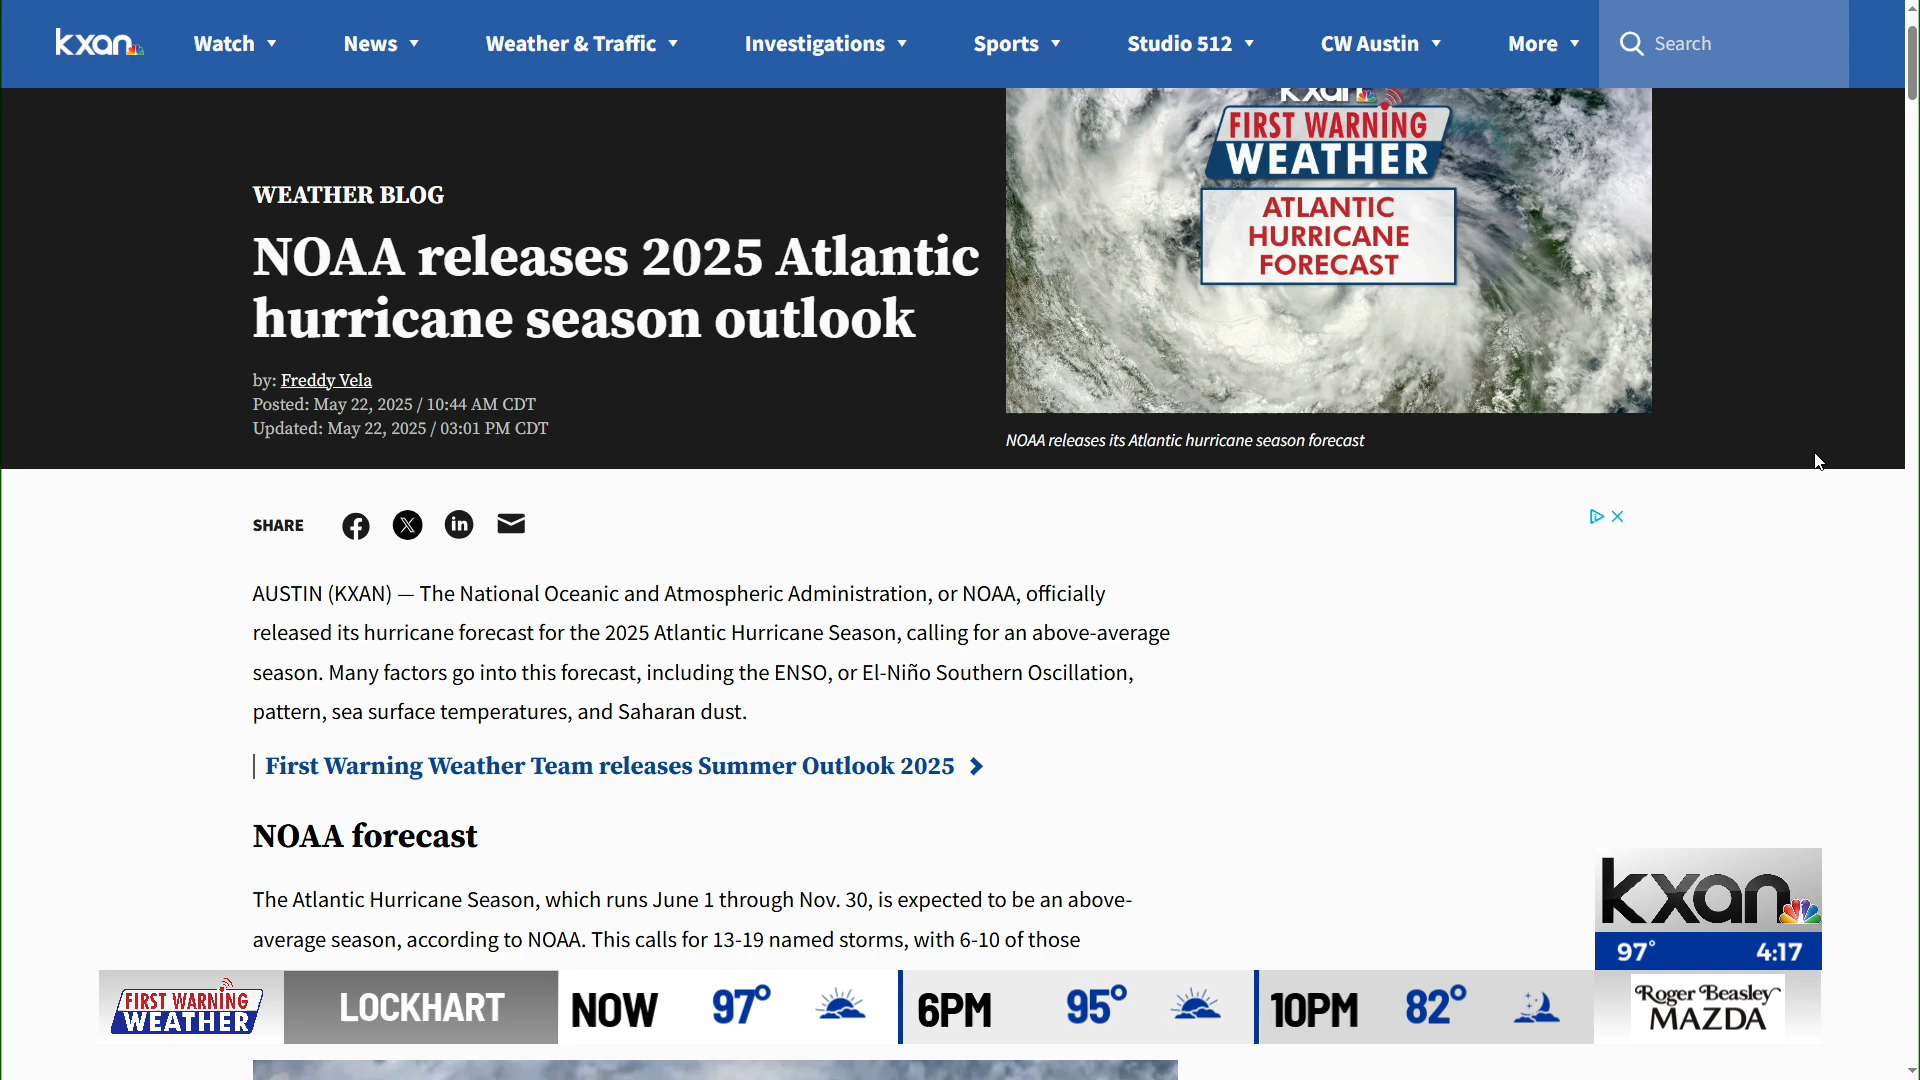 kxan
Watch
News
Weather & Traffic
Investigations
Sports
Studio 512
CW Austin
More
Search
WEATHER BLOG
NOAA releases 2025 Atlantic
hurricane season outlook
by: Freddy Vela
Posted: May 22, 2025 / 10:44 AM CDT
Updated: May 22, 2025 / 03:01 PM CDT
kxan
FIRST WARNING
WEATHER
ATLANTIC
HURRICANE
FORECAST
NOAA releases its Atlantic hurricane season forecast
SHARE
AUSTIN (KXAN) — The National Oceanic and Atmospheric Administration, or NOAA, officially
released its hurricane forecast for the 2025 Atlantic Hurricane Season, calling for an above-average
season. Many factors go into this forecast, including the ENSO, or El-Niño Southern Oscillation,
pattern, sea surface temperatures, and Saharan dust.
First Warning Weather Team releases Summer Outlook 2025
NOAA forecast
The Atlantic Hurricane Season, which runs June 1 through Nov. 30, is expected to be an above-
average season, according to NOAA. This calls for 13-19 named storms, with 6-10 of those
kxan
97° 4:17
FIRST WARNING
WEATHER
LOCKHART
NOW 97°
6PM 95°
10PM 82°
Roger Beasley
MAZDA